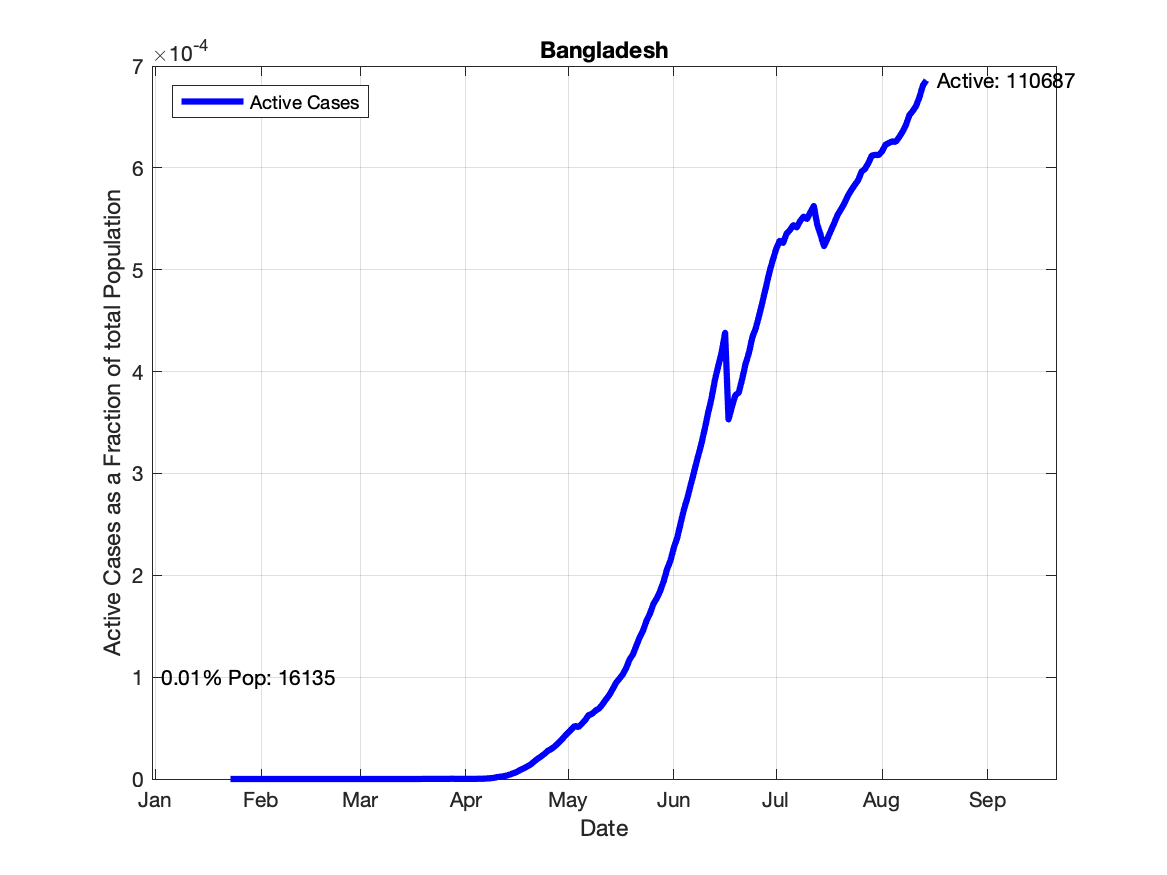 Bangladesh
×10-4
7
6
5
4
3
2
1
0
Active Cases
Active: 110687
0.01% Pop: 16135
Active Cases as a Fraction of total Population
Jan Feb Mar Apr May Jun Jul Aug Sep
Date